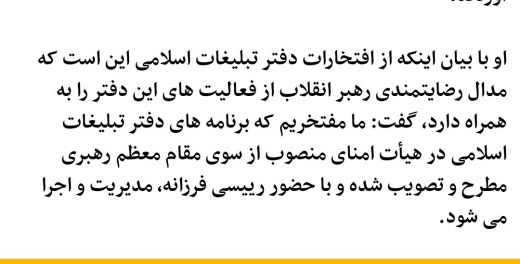 او با بیان اینکه از افتخارات دفتر تبلیغات اسلامی این است که
مدال رضایتمندی رهبر انقلاب از فعالیت های این دفتر را به
همراه دارد، گفت: ما مفتخریم که برنامه های دفتر تبلیغات
اسلامی در هیأت امنای منصوب از سوی مقام معظم رهبری
مطرح و تصویب شده و با حضور رییسی فرزانه، مدیریت و اجرا
می شود.